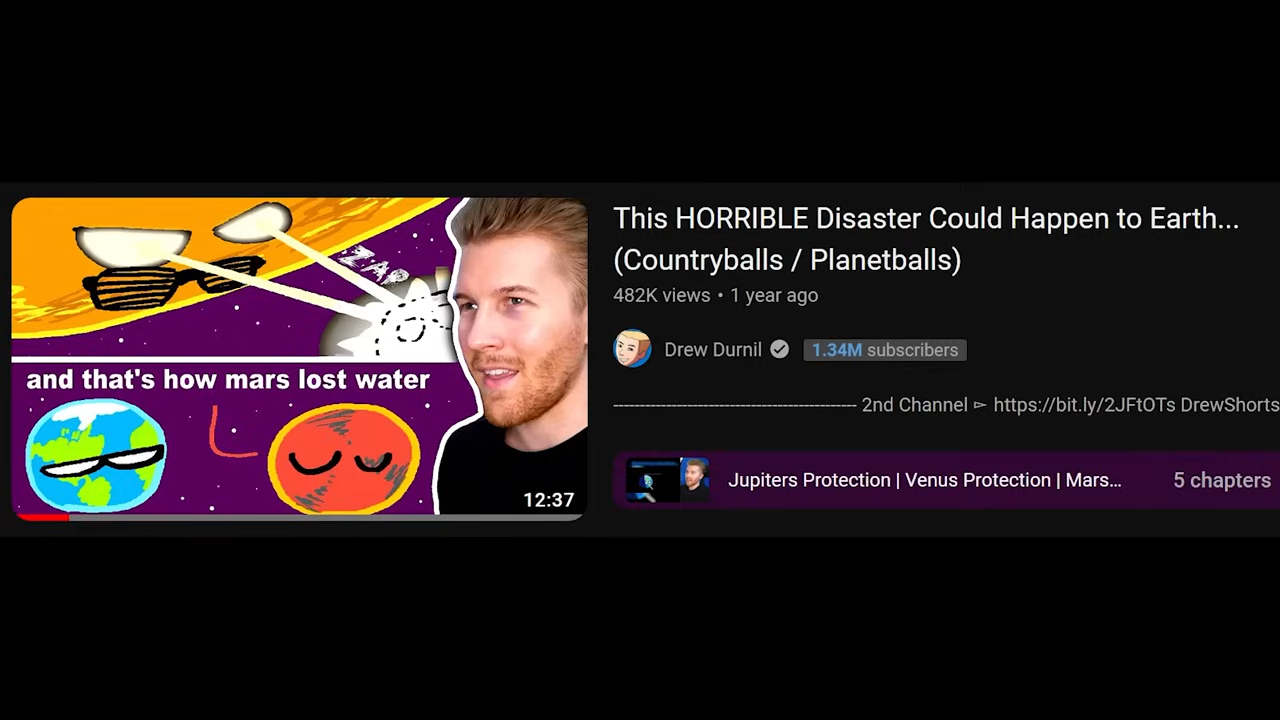 ZAP
and that's how mars lost water
12:37
This HORRIBLE Disaster Could Happen to Earth...
(Countryballs / Planetballs)
482K views • 1 year ago
Drew Durnil
1.34M subscribers
---------------------------------------- 2nd Channel ► https://bit.ly/2JFtOTs DrewShorts
Jupiters Protection | Venus Protection | Mars...
5 chapters